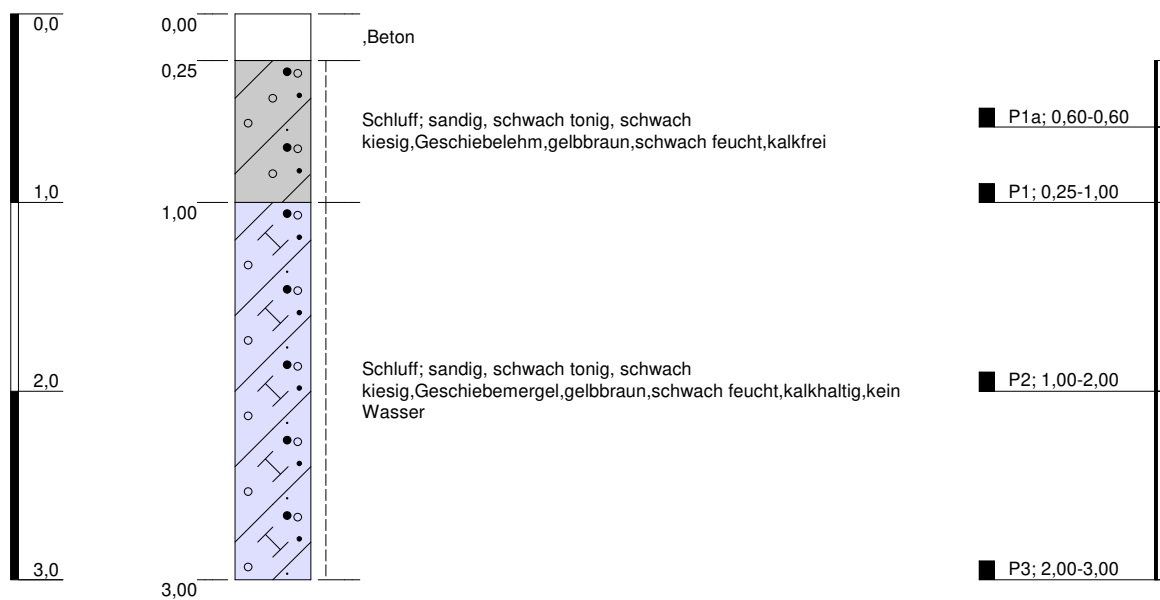 0,0
0,00
,Beton
0,25
Schluff; sandig, schwach tonig, schwach
kiesig,Geschiebelehm,gelbbraun,schwach feucht,kalkfrei
P1a; 0,60-0,60
1,0
P1; 0,25-1,00
1,00
Schluff; sandig, schwach tonig, schwach
kiesig,Geschiebemergel,gelbbraun,schwach feucht,kalkhaltig,kein
Wasser
2,0
P2; 1,00-2,00
3,0
P3; 2,00-3,00
3,00